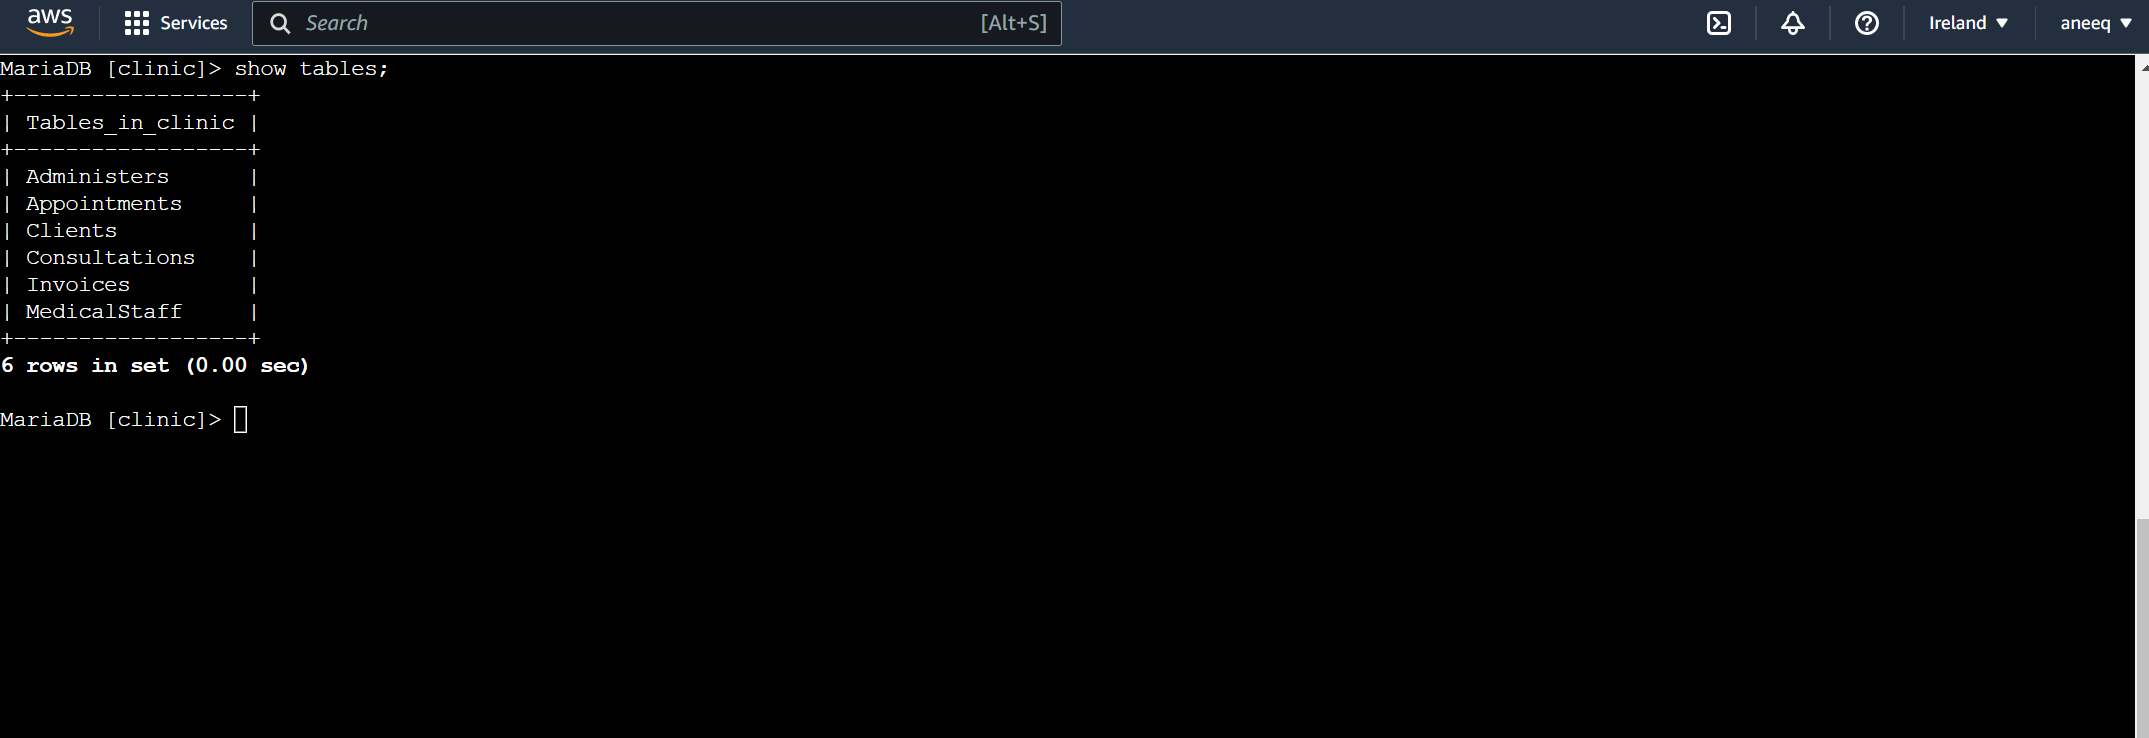 aws Services Search [Alt+S] Ireland aneeq
MariaDB [clinic]> show tables;
+------------------+
| Tables_in_clinic |
+------------------+
| Administers      |
| Appointments     |
| Clients          |
| Consultations    |
| Invoices         |
| MedicalStaff     |
+------------------+
6 rows in set (0.00 sec)
MariaDB [clinic]>